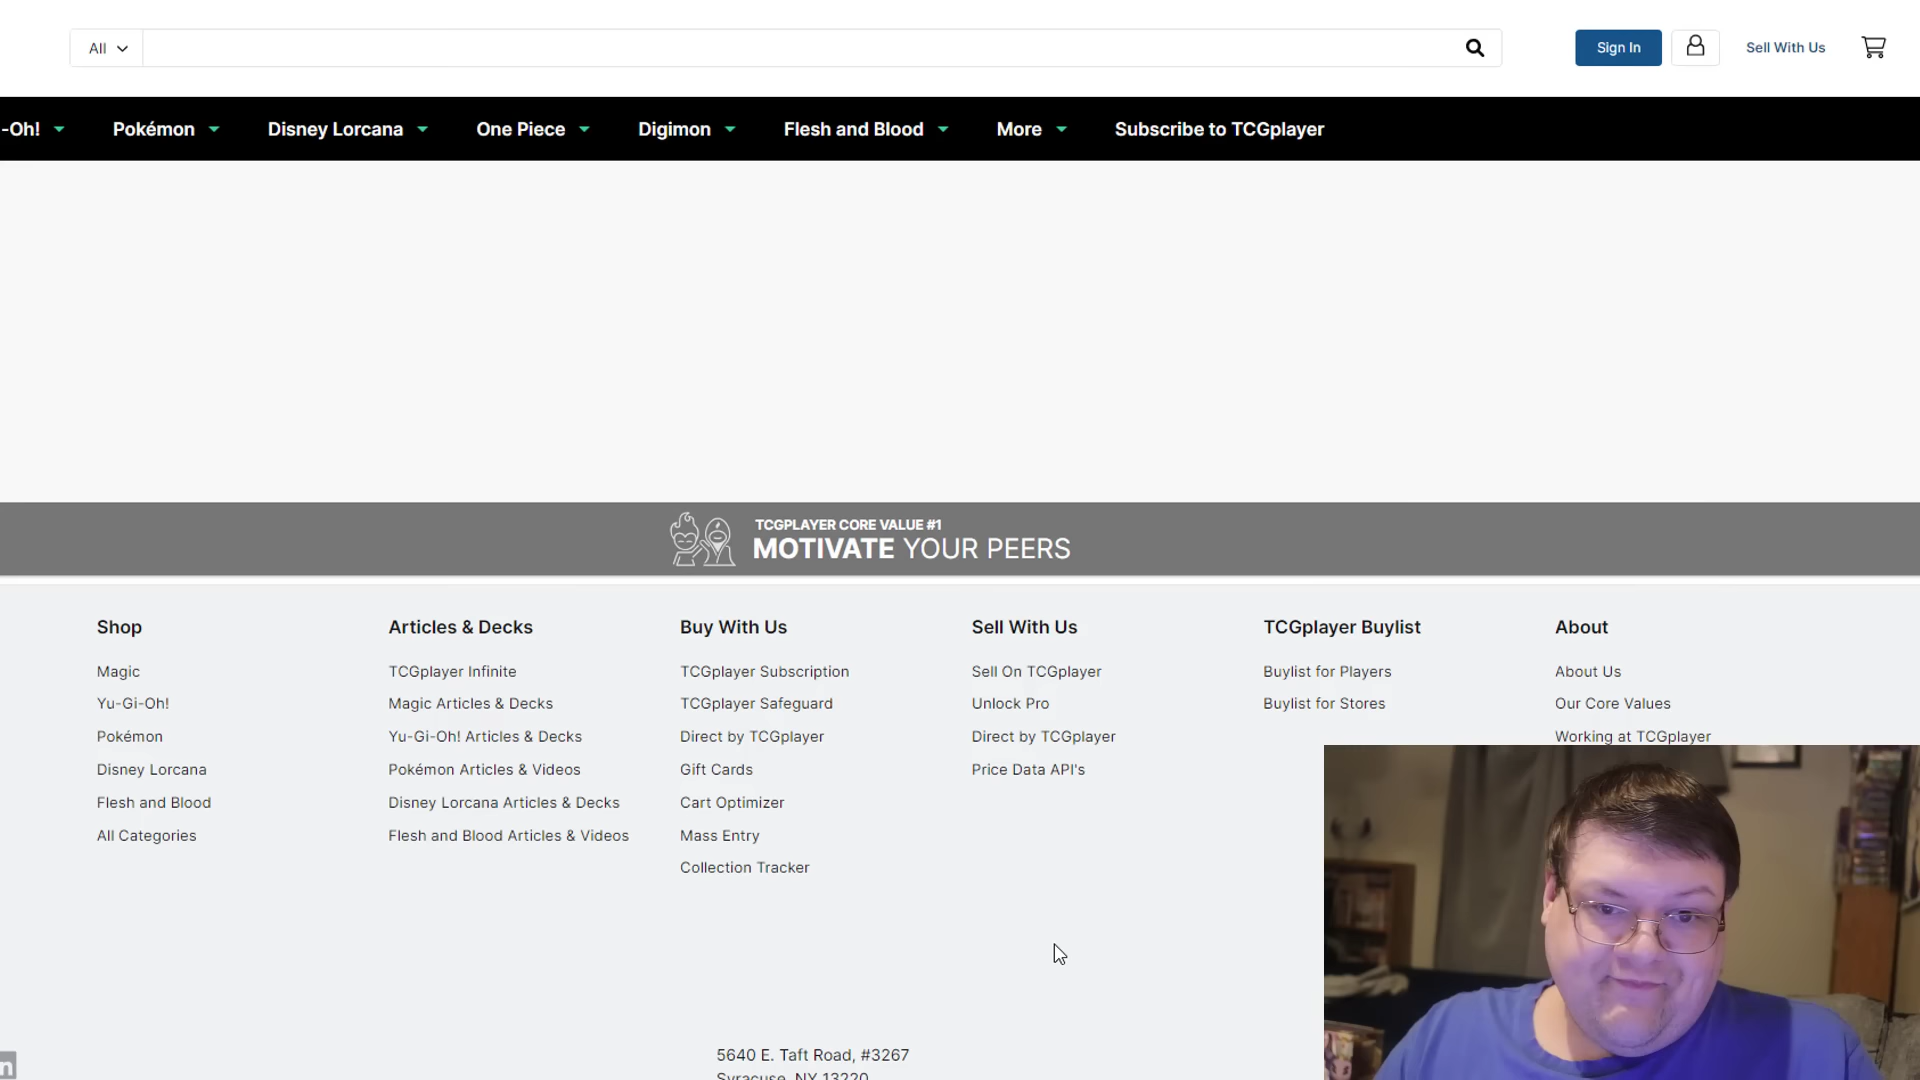 All
Sign In
Sell With Us
-Oh!
Pokémon
Disney Lorcana
One Piece
Digimon
Flesh and Blood
More
Subscribe to TCGplayer
TCGPLAYER CORE VALUE #1
MOTIVATE YOUR PEERS
Shop
Magic
Yu-Gi-Oh!
Pokémon
Disney Lorcana
Flesh and Blood
All Categories
Articles & Decks
TCGplayer Infinite
Magic Articles & Decks
Yu-Gi-Oh! Articles & Decks
Pokémon Articles & Videos
Disney Lorcana Articles & Decks
Flesh and Blood Articles & Videos
Buy With Us
TCGplayer Subscription
TCGplayer Safeguard
Direct by TCGplayer
Gift Cards
Cart Optimizer
Mass Entry
Collection Tracker
Sell With Us
Sell On TCGplayer
Unlock Pro
Direct by TCGplayer
Price Data API's
TCGplayer Buylist
Buylist for Players
Buylist for Stores
About
About Us
Our Core Values
Working at TCGplayer
5640 E. Taft Road, #3267
Syracuse, NY 13220